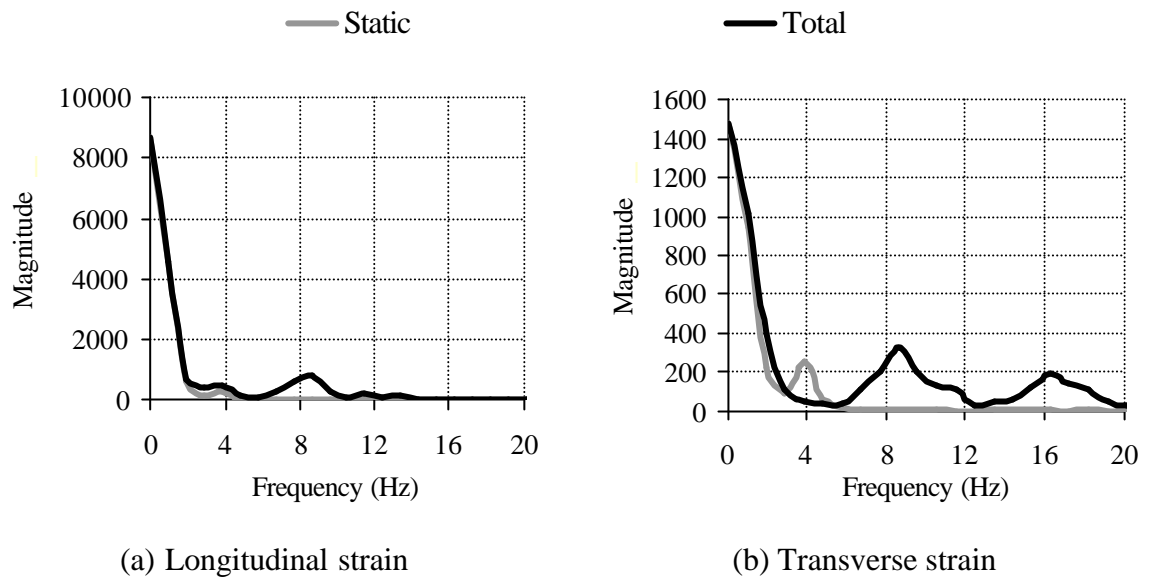 Static
Total
10000
8000
6000
4000
2000
0
Magnitude
0 4 8 12 16 20
Frequency (Hz)
(a) Longitudinal strain
1600
1400
1200
1000
800
600
400
200
0
Magnitude
0 4 8 12 16 20
Frequency (Hz)
(b) Transverse strain